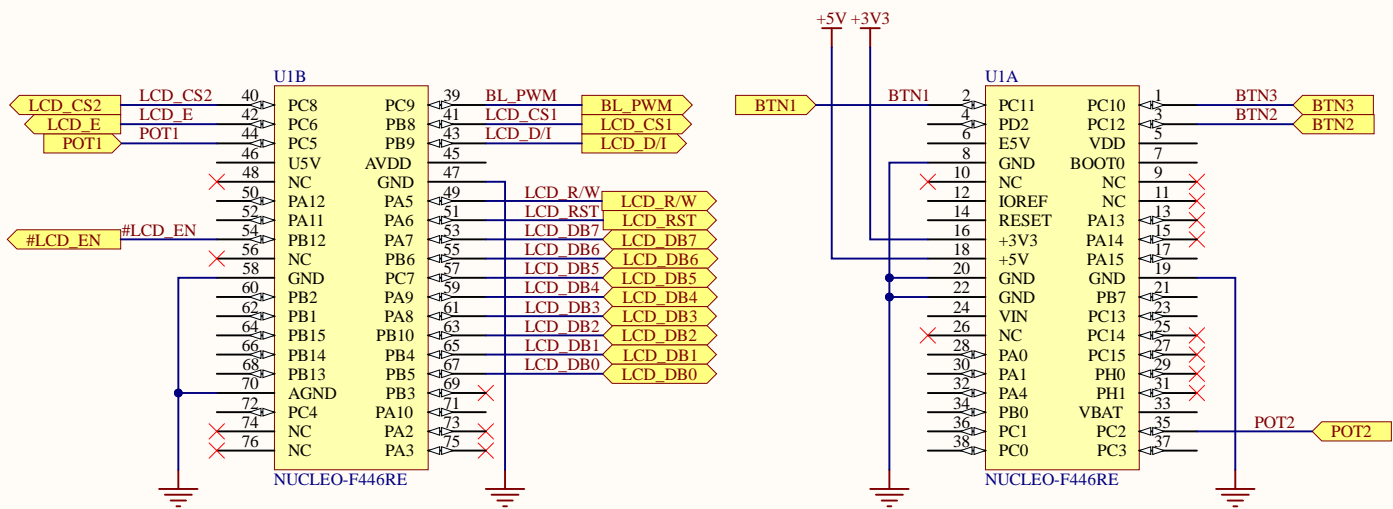 +5V +3V3
U1B
LCD_CS2 LCD_CS2 40 PC8 PC9 39 BL_PWM BL_PWM
LCD_E LCD_E 42 PC6 PB8 41 LCD_CS1 LCD_CS1
POT1 POT1 44 PC5 PB9 43 LCD_D/I LCD_D/I
46 U5V AVDD 45
48 NC GND 47
50 PA12 PA5 49 LCD_R/W LCD_R/W
52 PA11 PA6 51 LCD_RST LCD_RST
#LCD_EN #LCD_EN 54 PB12 PA7 53 LCD_DB7 LCD_DB7
56 NC PB6 55 LCD_DB6 LCD_DB6
58 GND PC7 57 LCD_DB5 LCD_DB5
60 PB2 PA9 59 LCD_DB4 LCD_DB4
62 PB1 PA8 61 LCD_DB3 LCD_DB3
64 PB15 PB10 63 LCD_DB2 LCD_DB2
66 PB14 PB4 65 LCD_DB1 LCD_DB1
68 PB13 PB5 67 LCD_DB0 LCD_DB0
70 AGND PB3 69
72 PC4 PA10 71
74 NC PA2 73
76 NC PA3 75
NUCLEO-F446RE
U1A
BTN1 BTN1 2 PC11 PC10 1 BTN3 BTN3
4 PD2 PC12 3 BTN2 BTN2
6 E5V VDD 5
8 GND BOOT0 7
10 NC NC 9
12 IOREF NC 11
14 RESET PA13 13
16 +3V3 PA14 15
18 +5V PA15 17
20 GND GND 19
22 GND PB7 21
24 VIN PC13 23
26 NC PC14 25
28 PA0 PC15 27
30 PA1 PH0 29
32 PA4 PH1 31
34 PB0 VBAT 33
36 PC1 PC2 35 POT2 POT2
38 PC0 PC3 37
NUCLEO-F446RE